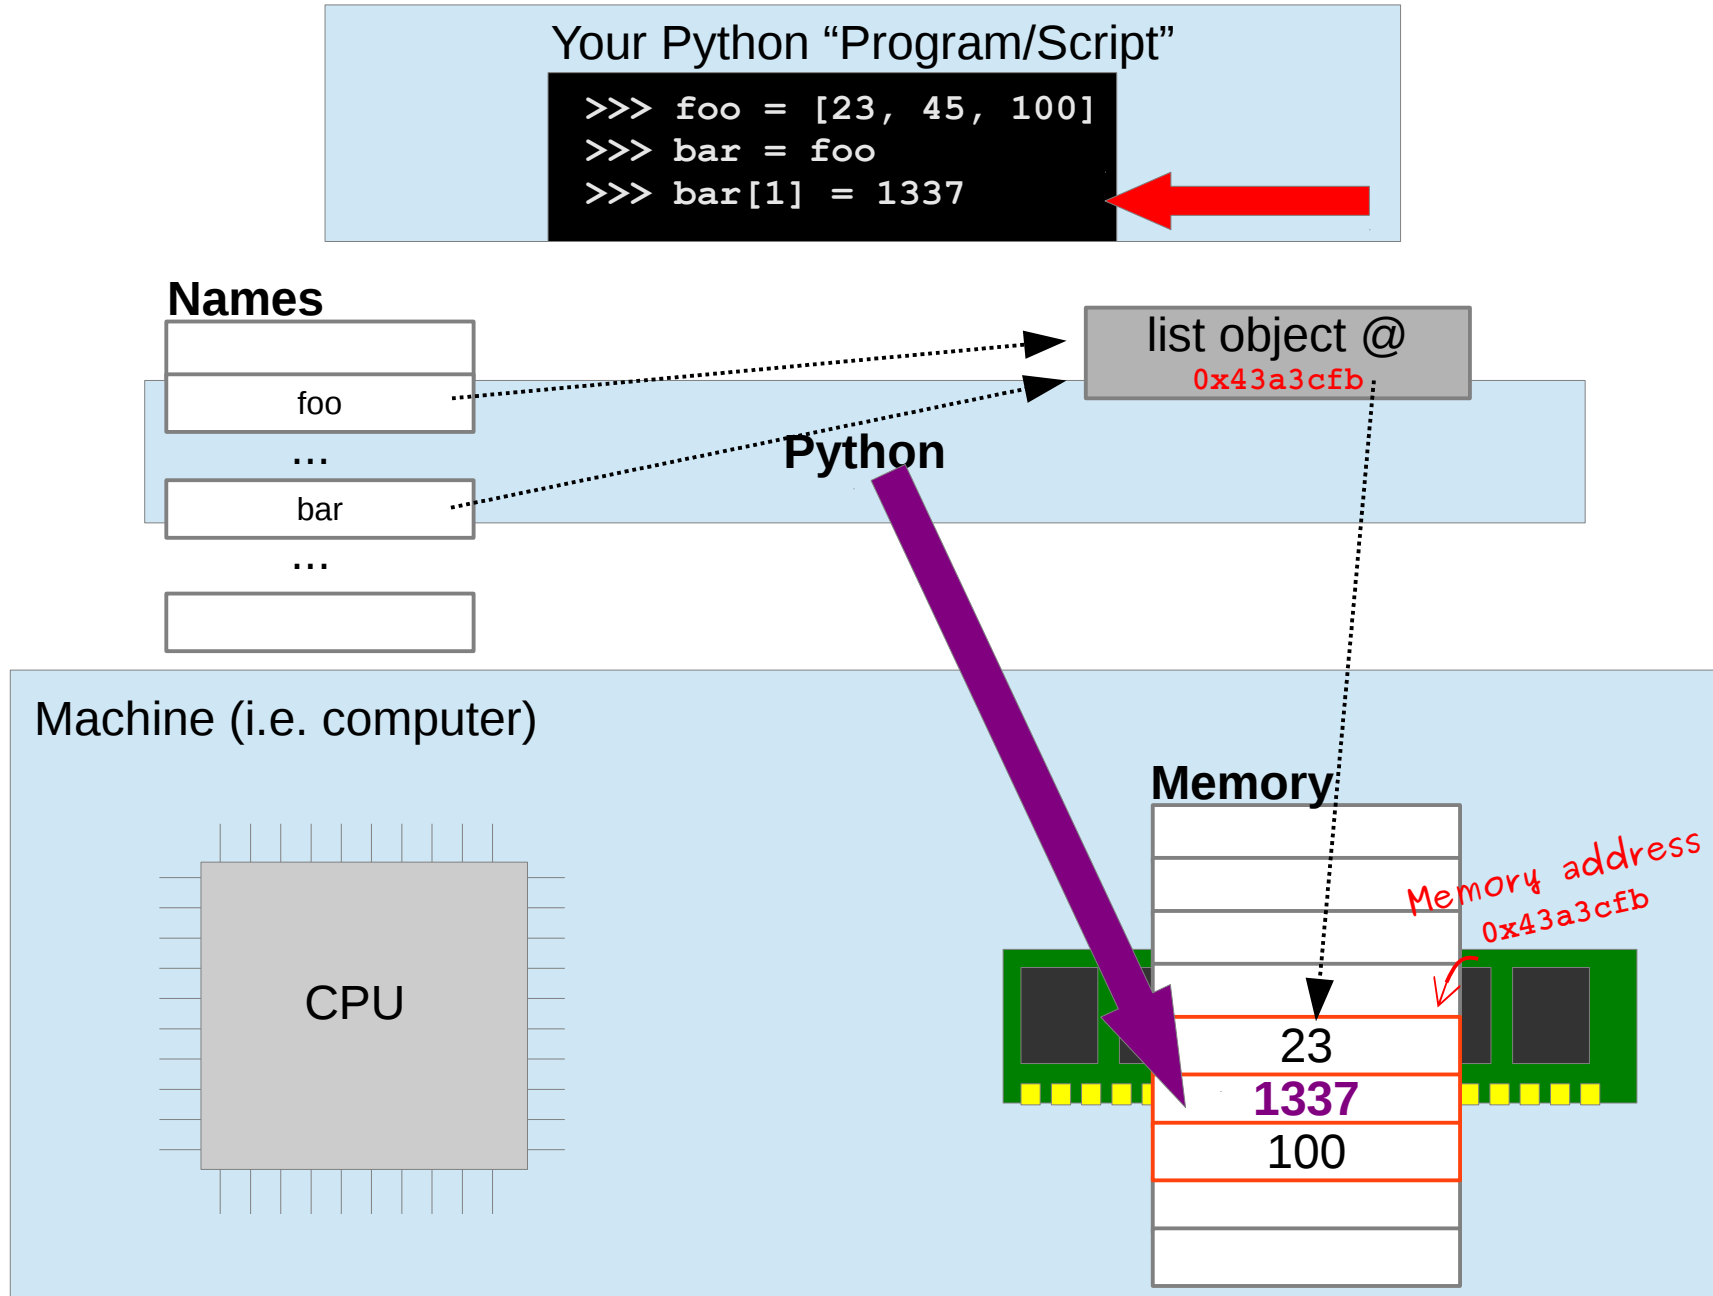 Your Python “Program/Script”
>>> foo = [23, 45, 100]
>>> bar = foo
>>> bar[1] = 1337
Names
list object @
0x43a3cfb
foo
...
Python
bar
...
Machine (i.e. computer)
Memory
Memory address
0x43a3cfb
CPU
23
1337
100